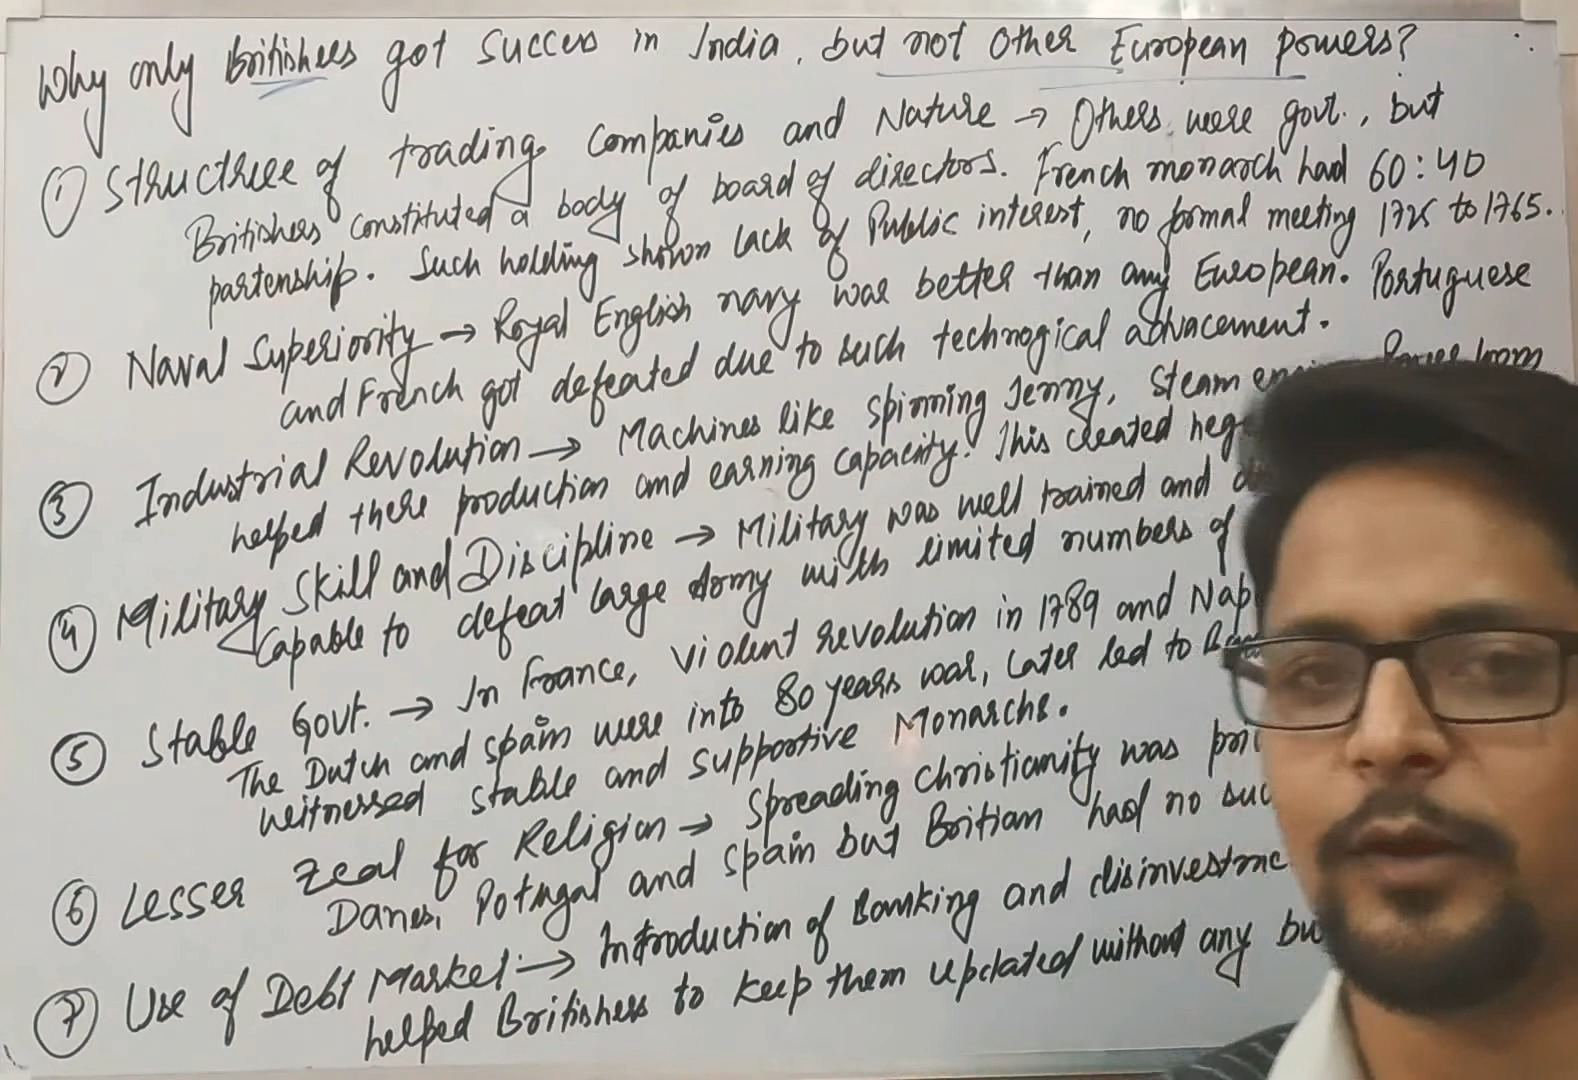 Why only Britishers got Success in India, but not other European powers?
① Structure of trading Companies and Nature → Others were govt., but
Britishers constituted a body of board of directors. French monarch had 60:40
partenship. Such holding shown lack of Public interest, no formal meeting 1725 to 1765.
② Naval Superiority → Royal English navy was better than any European. Portuguese
and French got defeated due to such technogical advacement.
③ Industrial Revolution → Machines like spinning Jenny, Steam
helped there production and earning capacity. This created
④ Military Skill and Discipline → Military was well trained and
Capable to defeat large Army with limited numbers of
⑤ Stable Govt. → In France, Violent revolution in 1789 and
The Dutch and Spain were into 80 years war, Later led to
witnessed stable and supportive Monarchs.
⑥ Lesser Zeal for Religion → Spreading Christianity was
Danes, Potugal and Spain but Britian had no
⑦ Use of Debt Market → Introduction of Banking and
helped Britishers to keep them updated without any